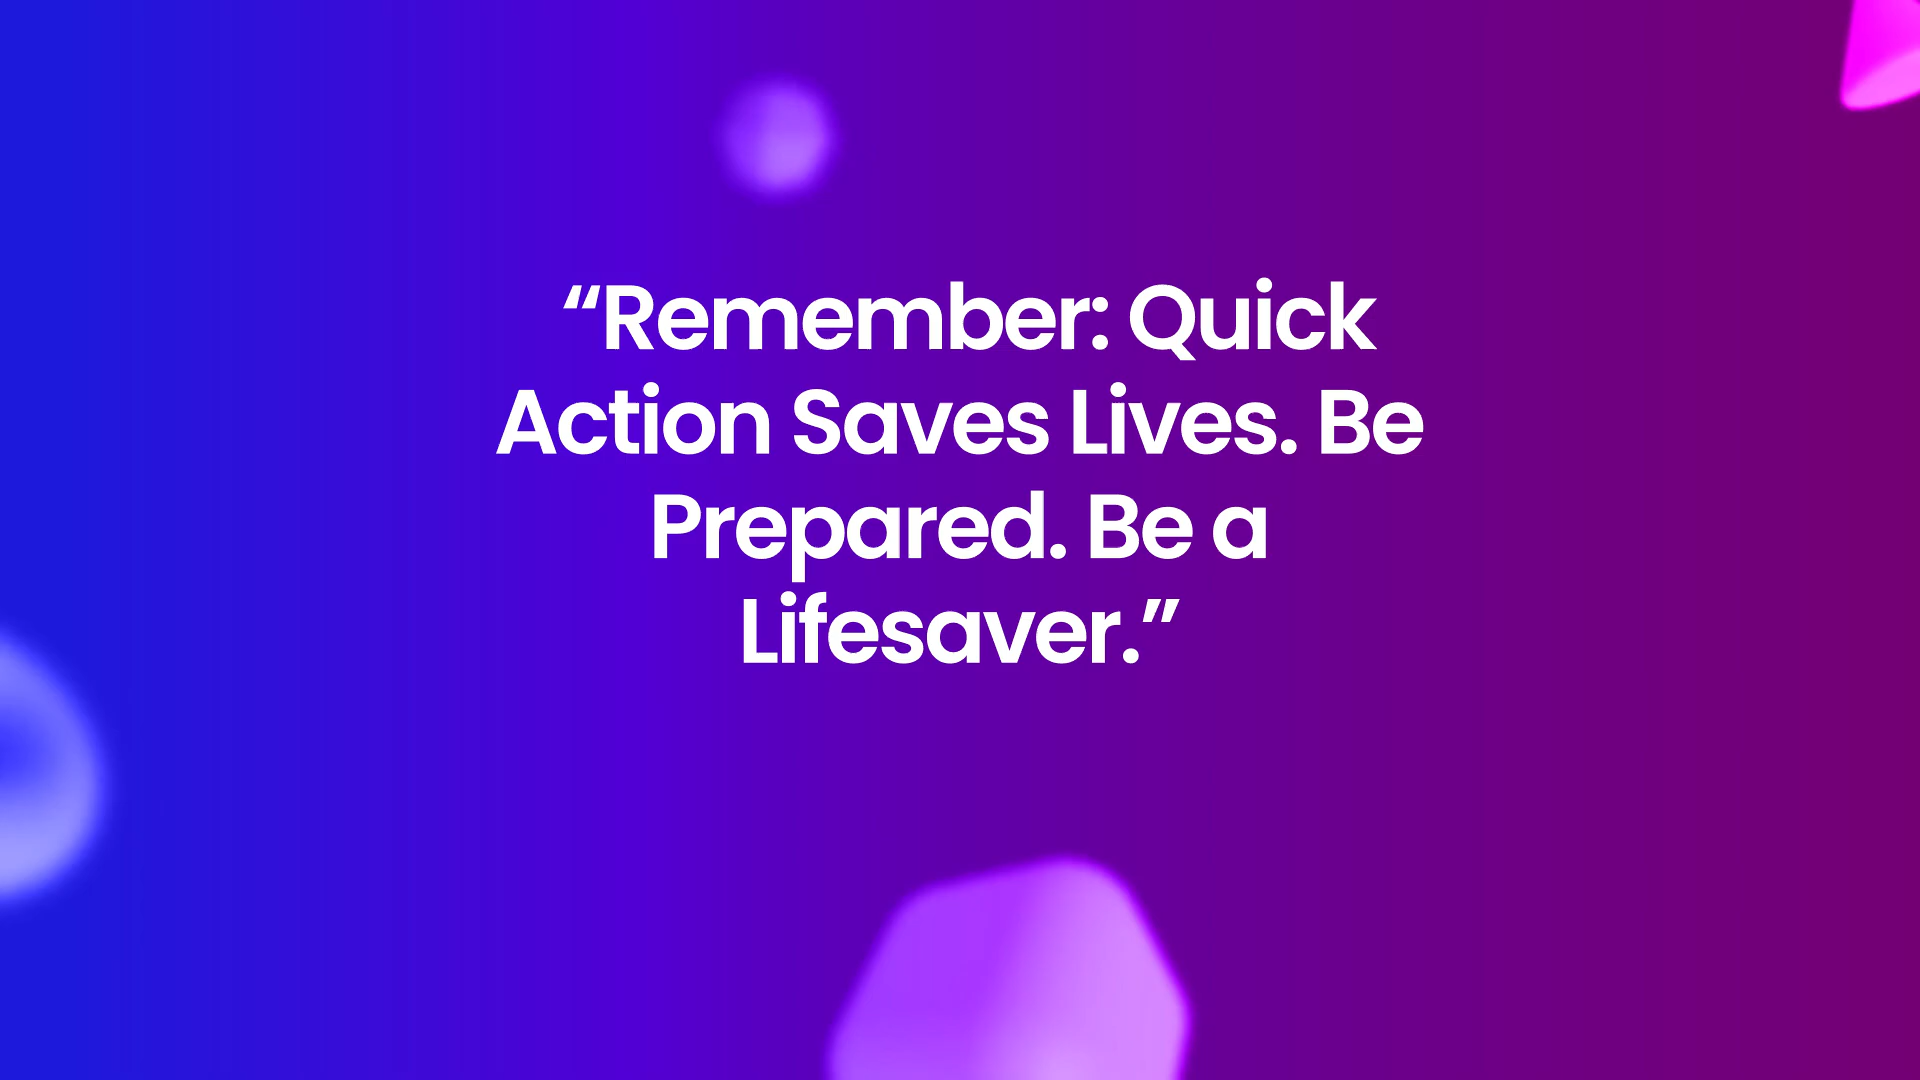 “Remember: Quick
Action Saves Lives. Be
Prepared. Be a
Lifesaver.”